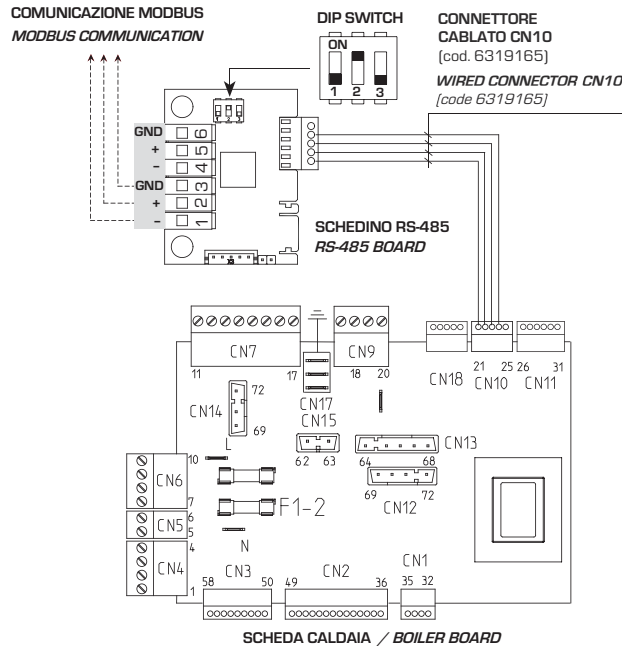 COMUNICAZIONE MODBUS
MODBUS COMMUNICATION
DIP SWITCH
ON
1 2 3
CONNETTORE
CABLATO CN10
(cod. 6319165)
WIRED CONNECTOR CN10
(code 6319165)
1 2 3
GND 6
+ 5
- 4
GND 3
+ 2
- 1
SCHEDINO RS-485
RS-485 BOARD
CN7
11 17
CN9
18 20
CN18
21 25
CN10
26 31
CN11
CN17
CN14
72
69
CN15
62 63
CN13
64 68
CN12
69 72
L
F1-2
N
10
CN6
7
6
CN5
5
4
CN4
1
58 CN3 50
49 CN2 36
CN1
35 32
SCHEDA CALDAIA / BOILER BOARD